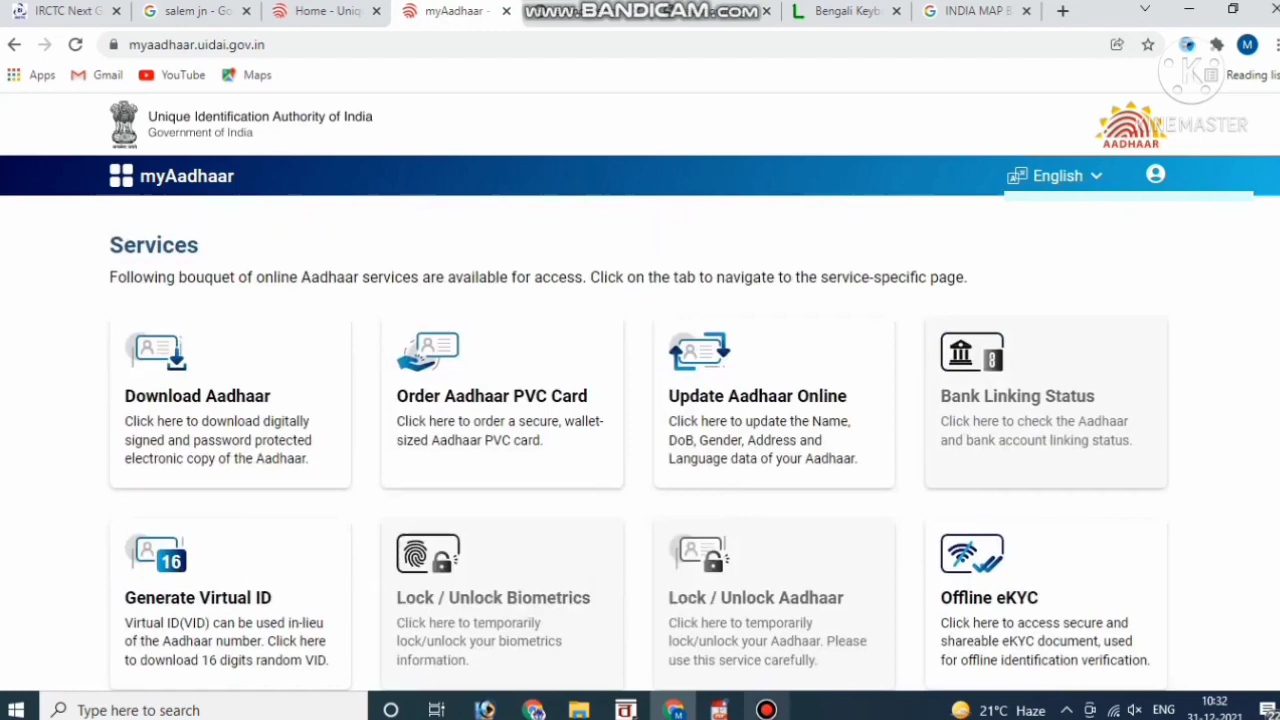 IRCTC Next G
salem jn - Go
Home - Uniq
myAadhaar -
www.BANDICAM.com
Bengali Keyb
INDIA MAP B
myaadhaar.uidai.gov.in
M
Apps Gmail YouTube Maps
Reading lis
K
KINEMASTER
Unique Identification Authority of India
Government of India
AADHAAR
myAadhaar
English
Services
Following bouquet of online Aadhaar services are available for access. Click on the tab to navigate to the service-specific page.
Download Aadhaar
Click here to download digitally
signed and password protected
electronic copy of the Aadhaar.
Order Aadhaar PVC Card
Click here to order a secure, wallet-
sized Aadhaar PVC card.
Update Aadhaar Online
Click here to update the Name,
DoB, Gender, Address and
Language data of your Aadhaar.
8
Bank Linking Status
Click here to check the Aadhaar
and bank account linking status.
16
Generate Virtual ID
Virtual ID(VID) can be used in-lieu
of the Aadhaar number. Click here
to download 16 digits random VID.
Lock / Unlock Biometrics
Click here to temporarily
lock/unlock your biometrics
information.
Lock / Unlock Aadhaar
Click here to temporarily
lock/unlock your Aadhaar. Please
use this service carefully.
Offline eKYC
Click here to access secure and
shareable eKYC document, used
for offline identification verification.
Type here to search
21°C Haze
ENG
10:32
31-12-2021